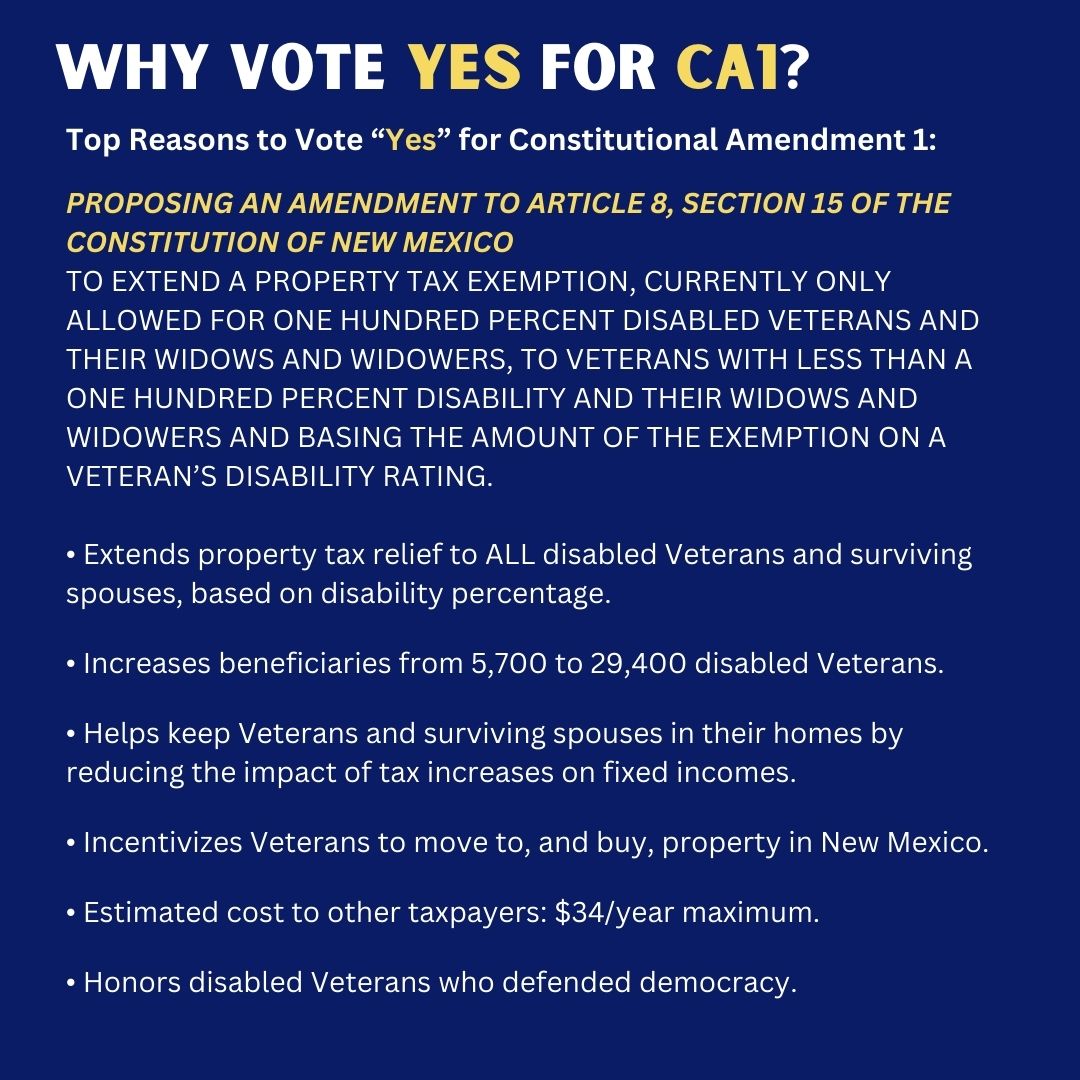 WHY VOTE YES FOR CA1?
Top Reasons to Vote “Yes” for Constitutional Amendment 1:
PROPOSING AN AMENDMENT TO ARTICLE 8, SECTION 15 OF THE
CONSTITUTION OF NEW MEXICO
TO EXTEND A PROPERTY TAX EXEMPTION, CURRENTLY ONLY
ALLOWED FOR ONE HUNDRED PERCENT DISABLED VETERANS AND
THEIR WIDOWS AND WIDOWERS, TO VETERANS WITH LESS THAN A
ONE HUNDRED PERCENT DISABILITY AND THEIR WIDOWS AND
WIDOWERS AND BASING THE AMOUNT OF THE EXEMPTION ON A
VETERAN’S DISABILITY RATING.
• Extends property tax relief to ALL disabled Veterans and surviving
spouses, based on disability percentage.
• Increases beneficiaries from 5,700 to 29,400 disabled Veterans.
• Helps keep Veterans and surviving spouses in their homes by
reducing the impact of tax increases on fixed incomes.
• Incentivizes Veterans to move to, and buy, property in New Mexico.
• Estimated cost to other taxpayers: $34/year maximum.
• Honors disabled Veterans who defended democracy.